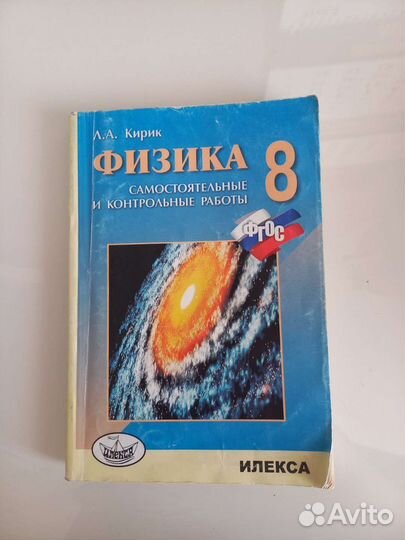 Л.А. Кирик
ФИЗИКА
8
САМОСТОЯТЕЛЬНЫЕ
И КОНТРОЛЬНЫЕ РАБОТЫ
ФГОС
ИЛЕКСА
ИЛЕКСА
Avito